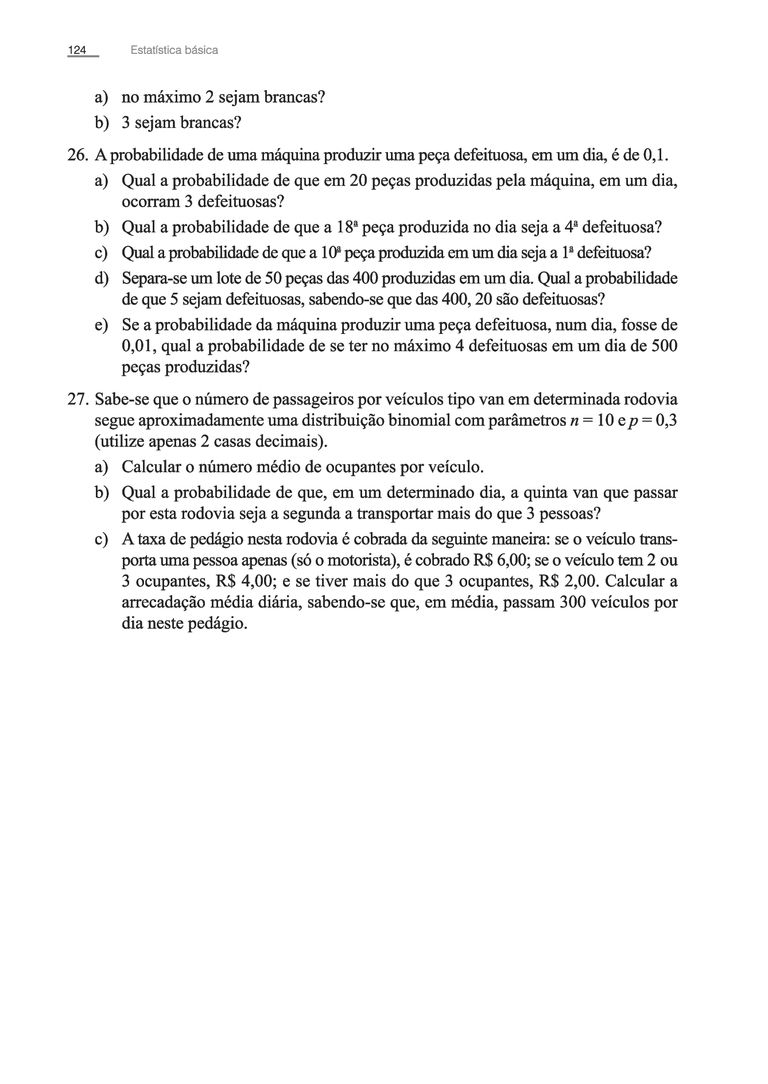 124 Estatística básica
a) no máximo 2 sejam brancas?
b) 3 sejam brancas?
26. A probabilidade de uma máquina produzir uma peça defeituosa, em um dia, é de 0,1.
a) Qual a probabilidade de que em 20 peças produzidas pela máquina, em um dia,
ocorram 3 defeituosas?
b) Qual a probabilidade de que a 18ª peça produzida no dia seja a 4ª defeituosa?
c) Qual a probabilidade de que a 10ª peça produzida em um dia seja a 1ª defeituosa?
d) Separa-se um lote de 50 peças das 400 produzidas em um dia. Qual a probabilidade
de que 5 sejam defeituosas, sabendo-se que das 400, 20 são defeituosas?
e) Se a probabilidade da máquina produzir uma peça defeituosa, num dia, fosse de
0,01, qual a probabilidade de se ter no máximo 4 defeituosas em um dia de 500
peças produzidas?
27. Sabe-se que o número de passageiros por veículos tipo van em determinada rodovia
segue aproximadamente uma distribuição binomial com parâmetros n = 10 e p = 0,3
(utilize apenas 2 casas decimais).
a) Calcular o número médio de ocupantes por veículo.
b) Qual a probabilidade de que, em um determinado dia, a quinta van que passar
por esta rodovia seja a segunda a transportar mais do que 3 pessoas?
c) A taxa de pedágio nesta rodovia é cobrada da seguinte maneira: se o veículo trans-
porta uma pessoa apenas (só o motorista), é cobrado R$ 6,00; se o veículo tem 2 ou
3 ocupantes, R$ 4,00; e se tiver mais do que 3 ocupantes, R$ 2,00. Calcular a
arrecadação média diária, sabendo-se que, em média, passam 300 veículos por
dia neste pedágio.